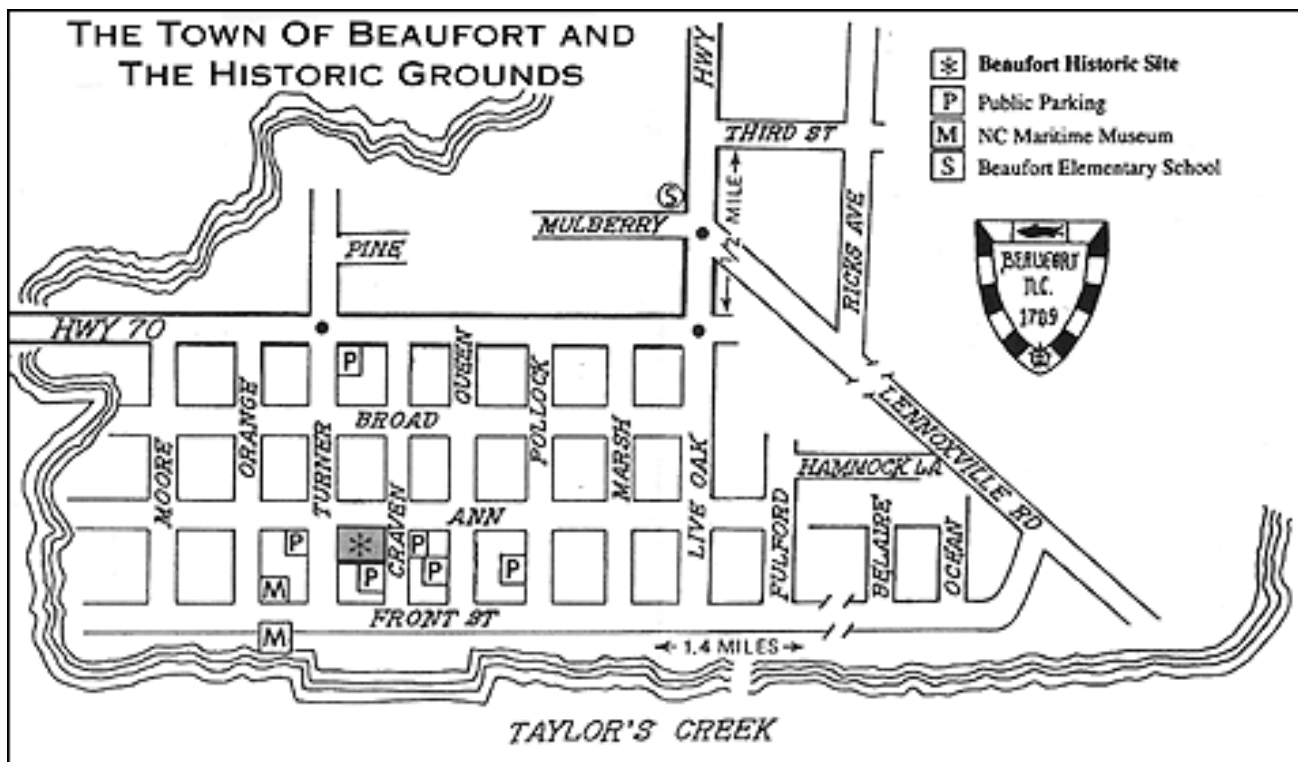 THE TOWN OF BEAUFORT AND
THE HISTORIC GROUNDS
HWY
Beaufort Historic Site
P Public Parking
M NC Maritime Museum
S Beaufort Elementary School
THIRD ST
S
1/2 MILE
MULBERRY
PINE
RICKS AVE
BEAUFORT
N.C.
1709
HWY 70
P
QUEEN
ORANGE
BROAD
POLLOCK
LENNOXVILLE RD
MOORE
TURNER
MARSH
LIVE OAK
HAMMOCK LA
CRAVEN
ANN
FULFORD
BELAIRE
OCEAN
P
P
P
P
P
M
FRONT ST
M
1.4 MILES
TAYLOR'S CREEK